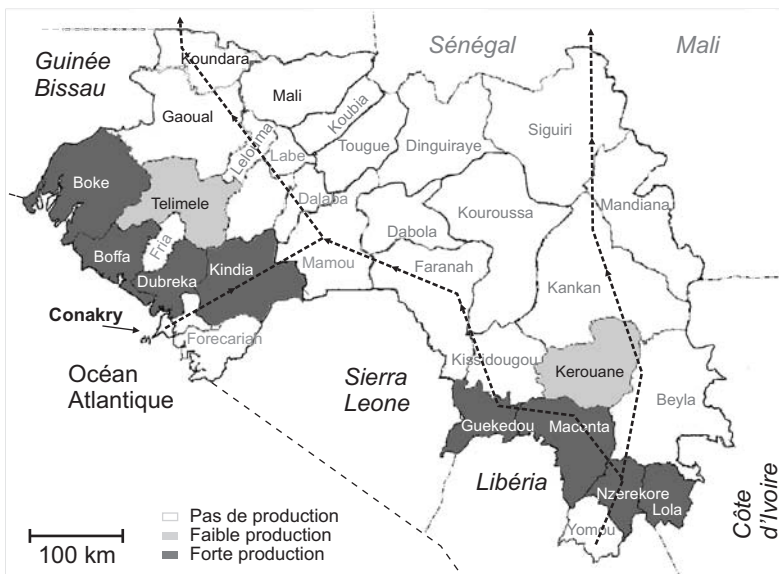 Sénégal
Mali
Guinée
Bissau
Koundara
Mali
Koubia
Gaoual
Lelouma
Labe
Tougue
Dinguiraye
Siguiri
Boke
Telimele
Dalaba
Mandiana
Kouroussa
Dabola
Fria
Boffa
Kindia
Dubreka
Mamou
Faranah
Kankan
Conakry
Forecariah
Kissidougou
Kerouane
Océan
Atlantique
Sierra
Leone
Beyla
Guekedou
Macenta
Libéria
Nzerekore
Lola
Yomou
Côte
d'Ivoire
Pas de production
Faible production
Forte production
100 km